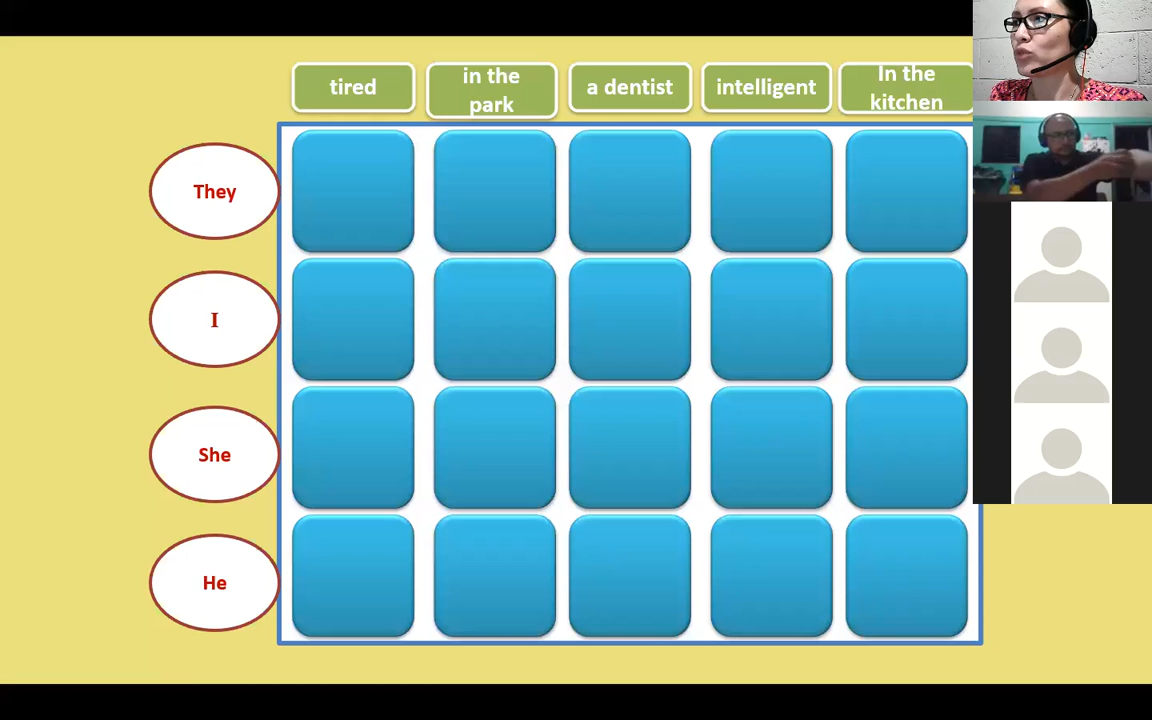 tired
in the
park
a dentist
intelligent
In the
kitchen
They
I
She
He